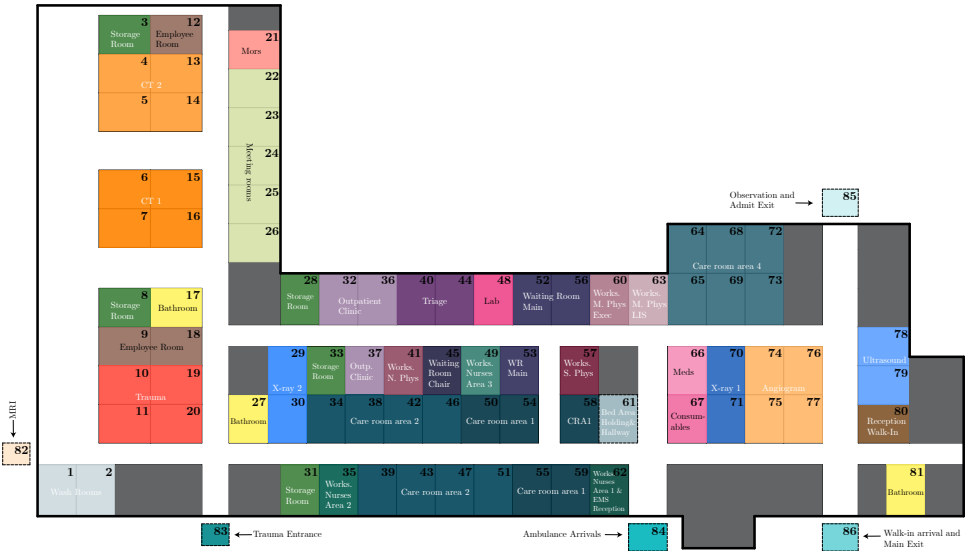 3
12
Storage
Room
Employee
Room
4
13
CT 2
5
14
21
Mors
22
23
24
25
26
Meeting rooms
6
15
CT 1
7
16
Observation and
Admit Exit
85
64
68
72
Care room area 4
65
69
73
8
17
Storage
Room
Bathroom
9
18
Employee Room
10
19
Trauma
11
20
28
Storage
Room
32
36
Outpatient
Clinic
40
44
Triage
48
Lab
52
56
Waiting Room
Main
60
Works.
M. Phys
Exec
63
Works.
M. Phys
LIS
29
X-ray 2
30
27
Bathroom
33
Storage
Room
37
Outp.
Clinic
41
Works.
N. Phys
45
Waiting
Room
Chair
49
Works.
Nurses
Area 3
53
WR
Main
34
38
42
46
50
54
Care room area 2
Care room area 1
57
Works.
S. Phys
58
CRA1
61
Bed Area
Holding&
Hallway
66
Meds
67
Consum-
ables
70
X-ray 1
71
74
76
Angiogram
75
77
78
Ultrasound
79
80
Reception
Walk-In
MRI
82
1
2
Wash Rooms
31
Storage
Room
35
Works.
Nurses
Area 2
39
43
47
51
55
59
Care room area 2
Care room area 1
62
Works.
Nurses
Area 1 &
EMS
Reception
81
Bathroom
83
Trauma Entrance
Ambulance Arrivals
84
86
Walk-in arrival and
Main Exit